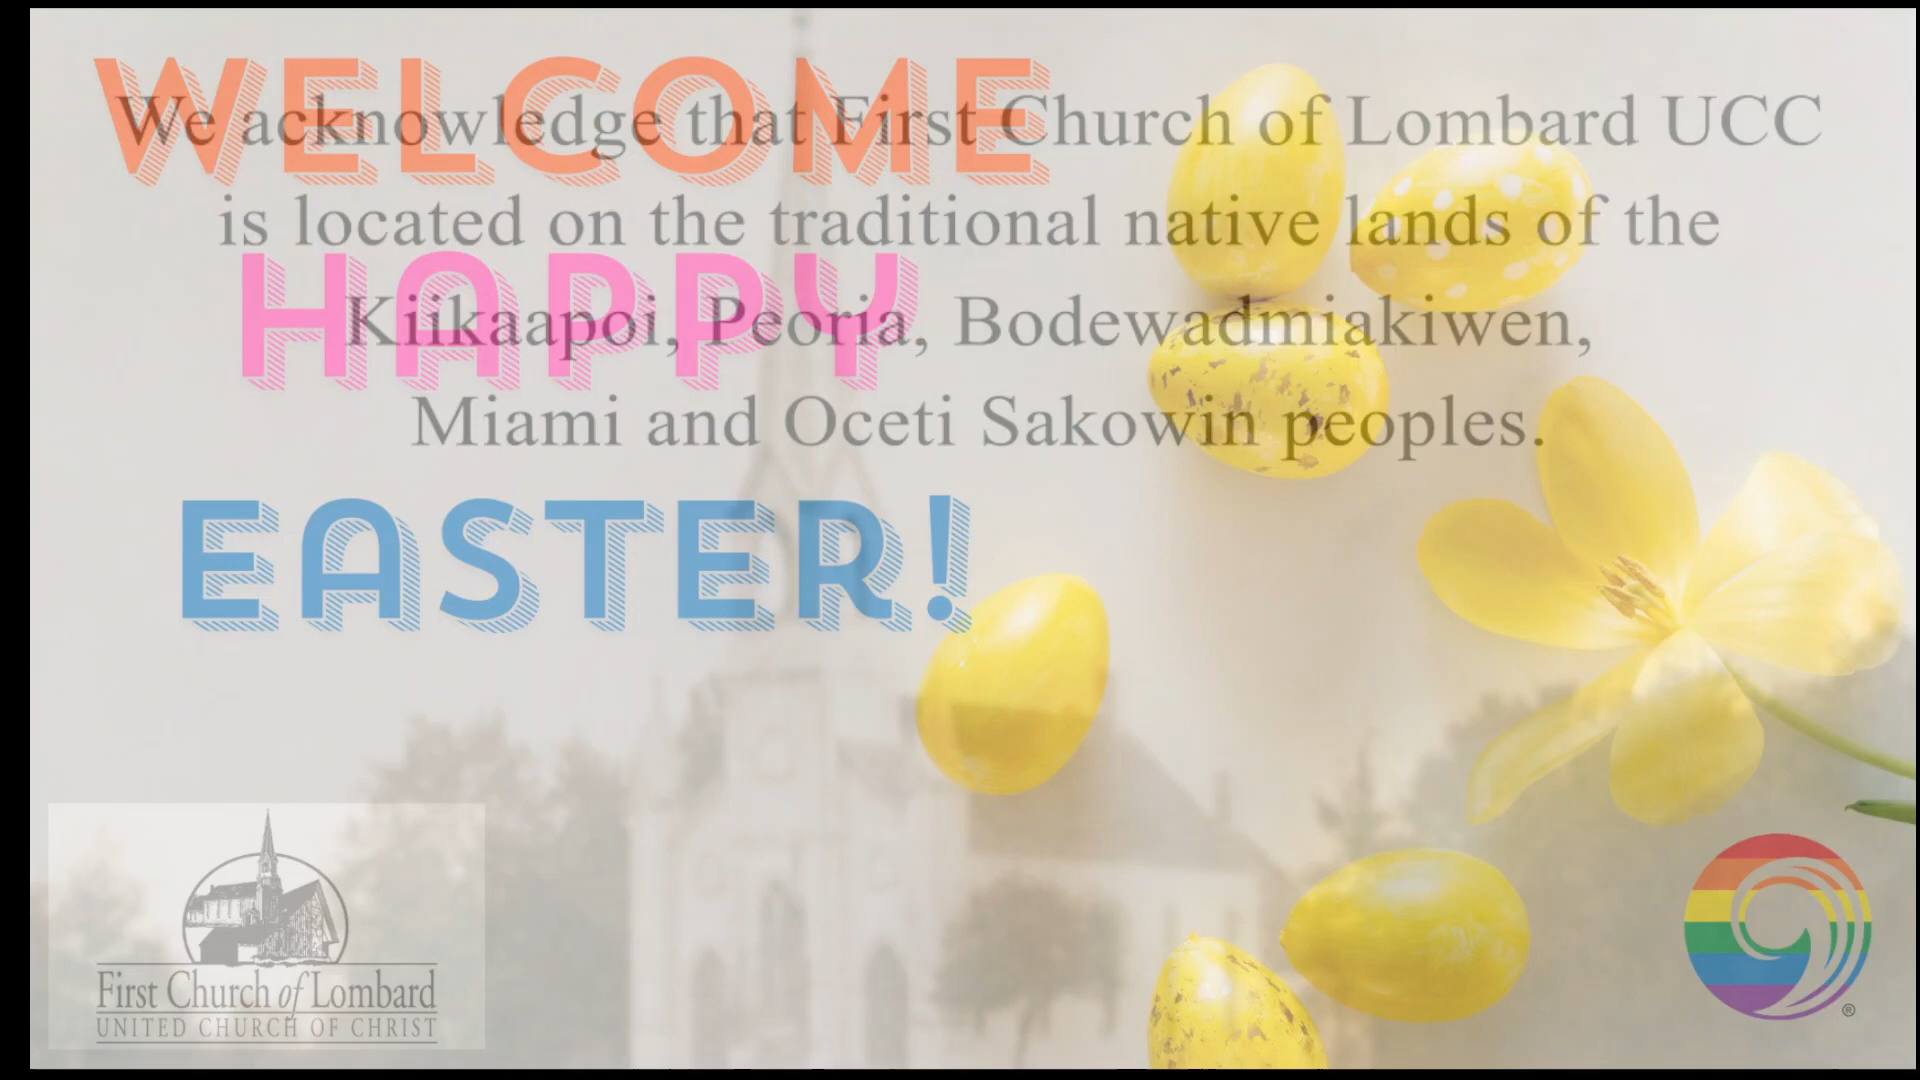 WELCOME
HAPPY
EASTER!
We acknowledge that First Church of Lombard UCC
is located on the traditional native lands of the
Kiikaapoi, Peoria, Bodewadmiakiwen,
Miami and Oceti Sakowin peoples.
First Church of Lombard
UNITED CHURCH OF CHRIST
®